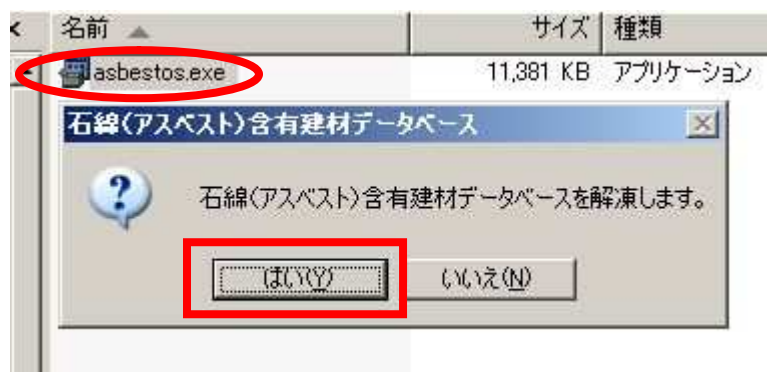 名前 サイズ 種類
asbestos.exe 11,381 KB アプリケーション
石綿(アスベスト)含有建材データベース
石綿(アスベスト)含有建材データベースを解凍します。
はい(Y) いいえ(N)